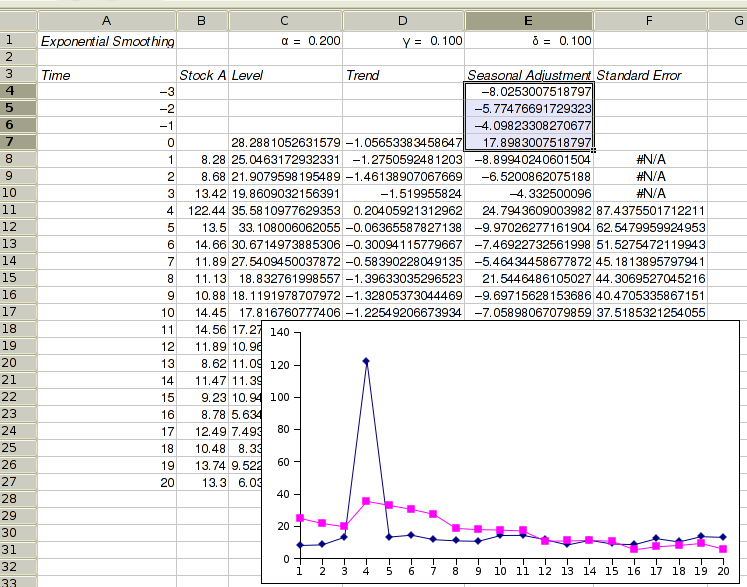 A B C D E F G
1 Exponential Smoothing α = 0.200 γ = 0.100 δ = 0.100
2
3 Time Stock A Level Trend Seasonal Adjustment Standard Error
4 −3 −8.0253007518797
5 −2 −5.77476691729323
6 −1 −4.09823308270677
7 0 28.2881052631579 −1.05653383458647 17.8983007518797
8 1 8.28 25.0463172932331 −1.2750592481203 −8.89940240601504 #N/A
9 2 8.68 21.9079598195489 −1.46138907067669 −6.5200862075188 #N/A
10 3 13.42 19.8609032156391 −1.519955824 −4.332500096 #N/A
11 4 122.44 35.5810977629353 0.20405921312962 24.7943609003982 87.4375501712211
12 5 13.5 33.108006062055 −0.06365587827138 −9.97026277161904 62.5479959924953
13 6 14.66 30.6714973885306 −0.30094115779667 −7.46922732561998 51.5275472119943
14 7 11.89 27.5409450037872 −0.58390228049135 −5.46434458677872 45.1813895797941
15 8 11.13 18.832761998557 −1.39633035296523 21.5446486105027 44.3069527045216
16 9 10.88 18.1191978707972 −1.32805373044469 −9.69715628153686 40.4705335867151
17 10 14.45 17.816760777406 −1.22549206673934 −7.05898067079859 37.5185321254055
18 11 14.56 17.27
19 12 11.89 10.96
20 13 8.62 11.09
21 14 11.47 11.39
22 15 9.23 10.94
23 16 8.78 5.634
24 17 12.49 7.493
25 18 10.48 8.33
26 19 13.74 9.522
27 20 13.3 6.03
28
29
30
31
32
33
140
120
100
80
60
40
20
0
1 2 3 4 5 6 7 8 9 10 11 12 13 14 15 16 17 18 19 20